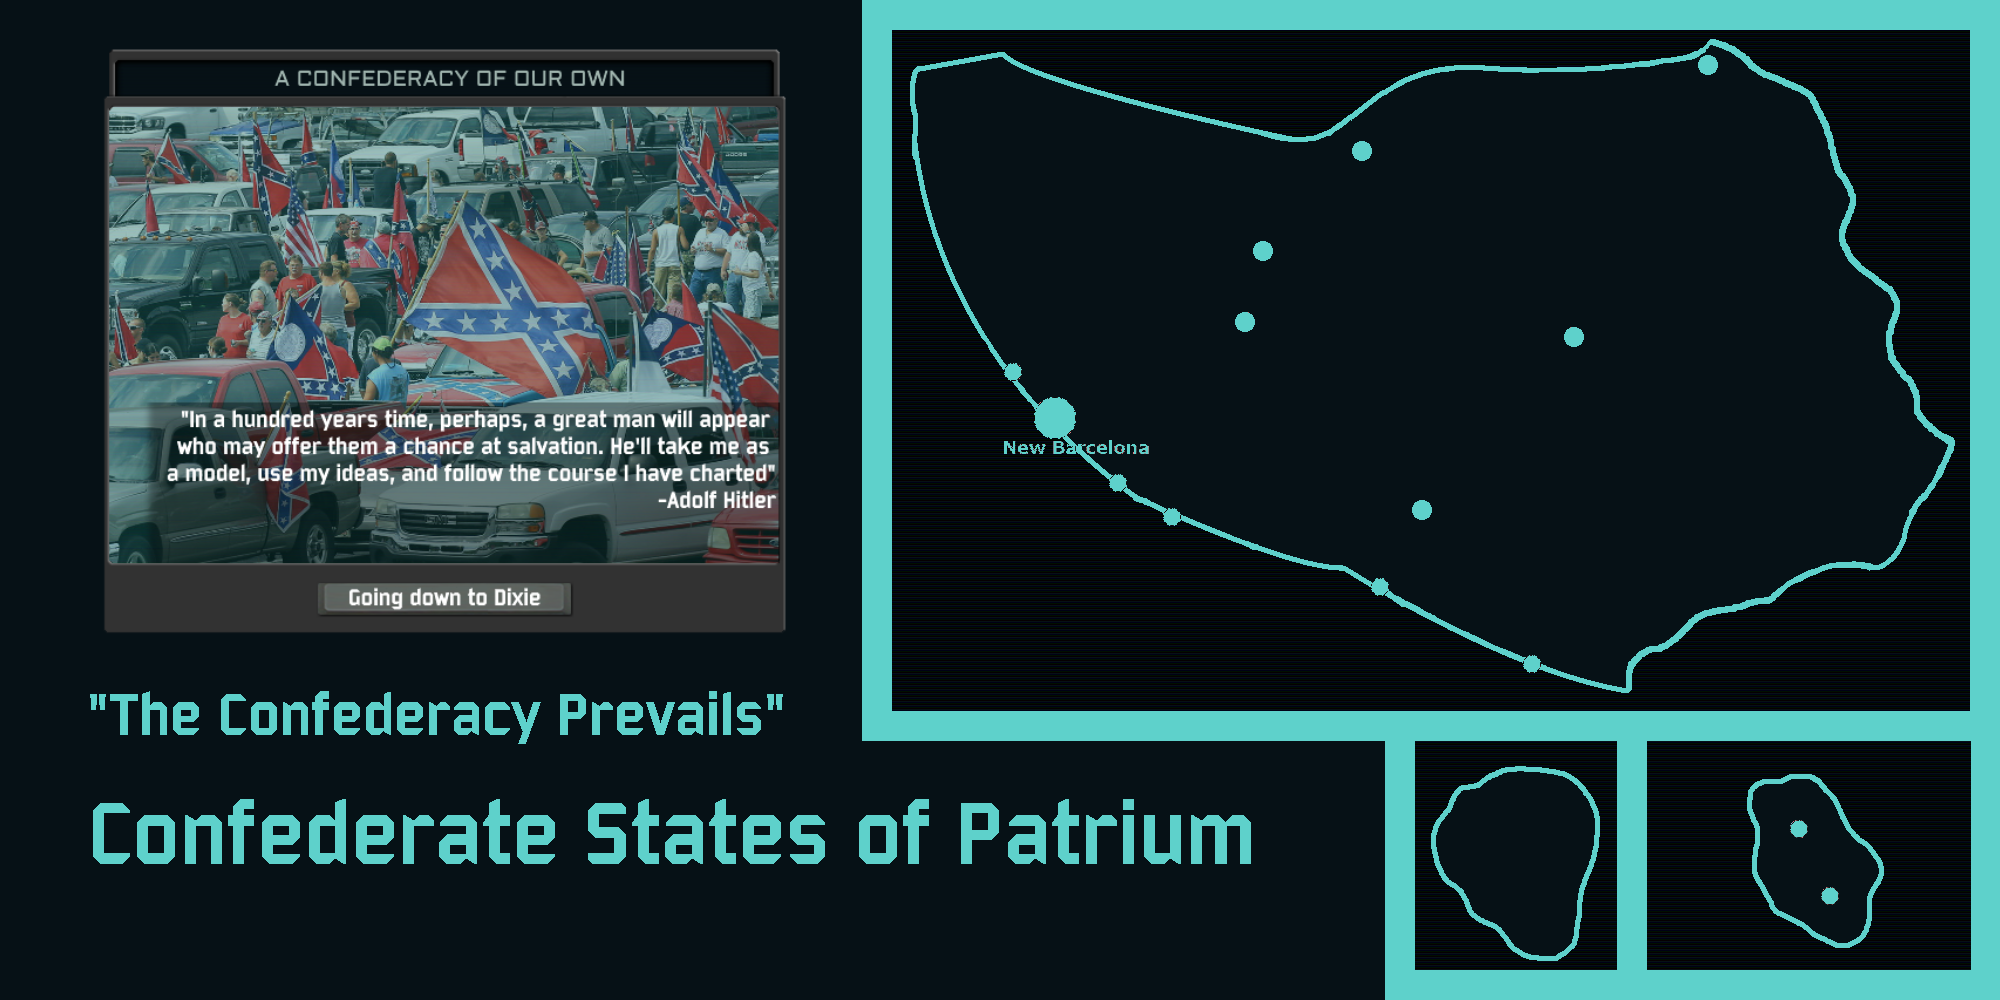 A CONFEDERACY OF OUR OWN
"In a hundred years time, perhaps, a great man will appear
who may offer them a chance at salvation. He'll take me as
a model, use my ideas, and follow the course I have charted"
-Adolf Hitler
Going down to Dixie
"The Confederacy Prevails"
Confederate States of Patrium
New Barcelona